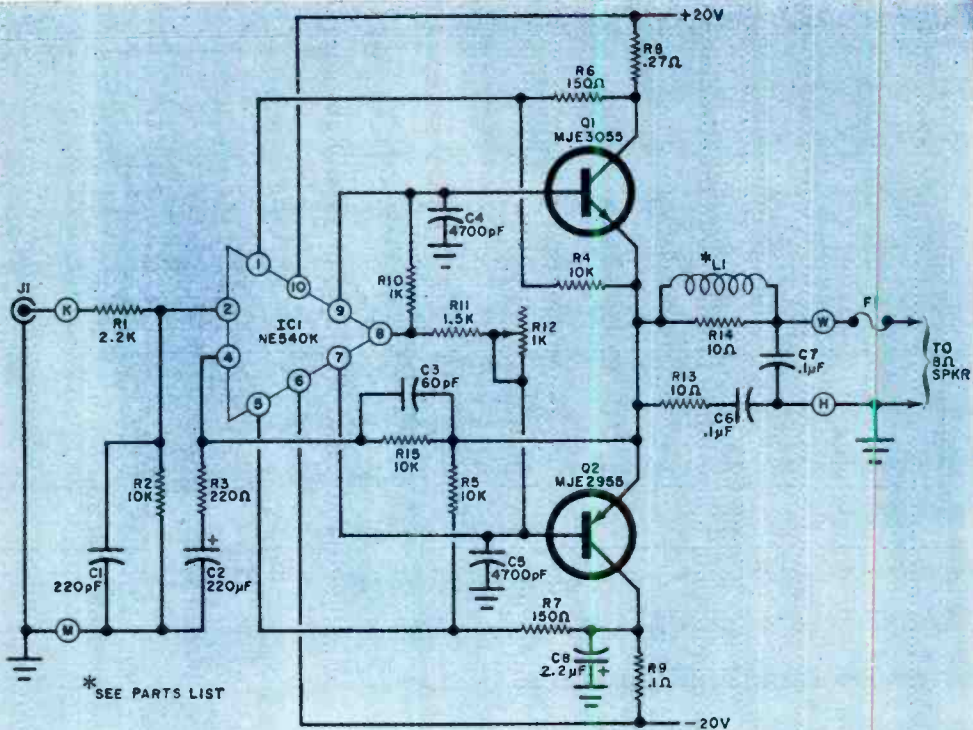 +20V
R8
.27Ω
R6
150Ω
Q1
MJE3055
C4
4700pF
1
10
9
J1
K
R1
2.2K
2
R10
1K
R4
10K
*L1
R11
1.5K
R12
1K
8
IC1
NE540K
4
7
6
5
W
F1
R14
10Ω
C7
.1µF
TO
8Ω
SPKR
C3
60pF
R13
10Ω
C6
.1µF
H
R15
10K
R5
10K
Q2
MJE2955
R2
10K
R3
220Ω
C1
220pF
+
C2
220µF
C5
4700pF
R7
150Ω
M
C8
2.2µF
+
R9
.1Ω
*SEE PARTS LIST
-20V